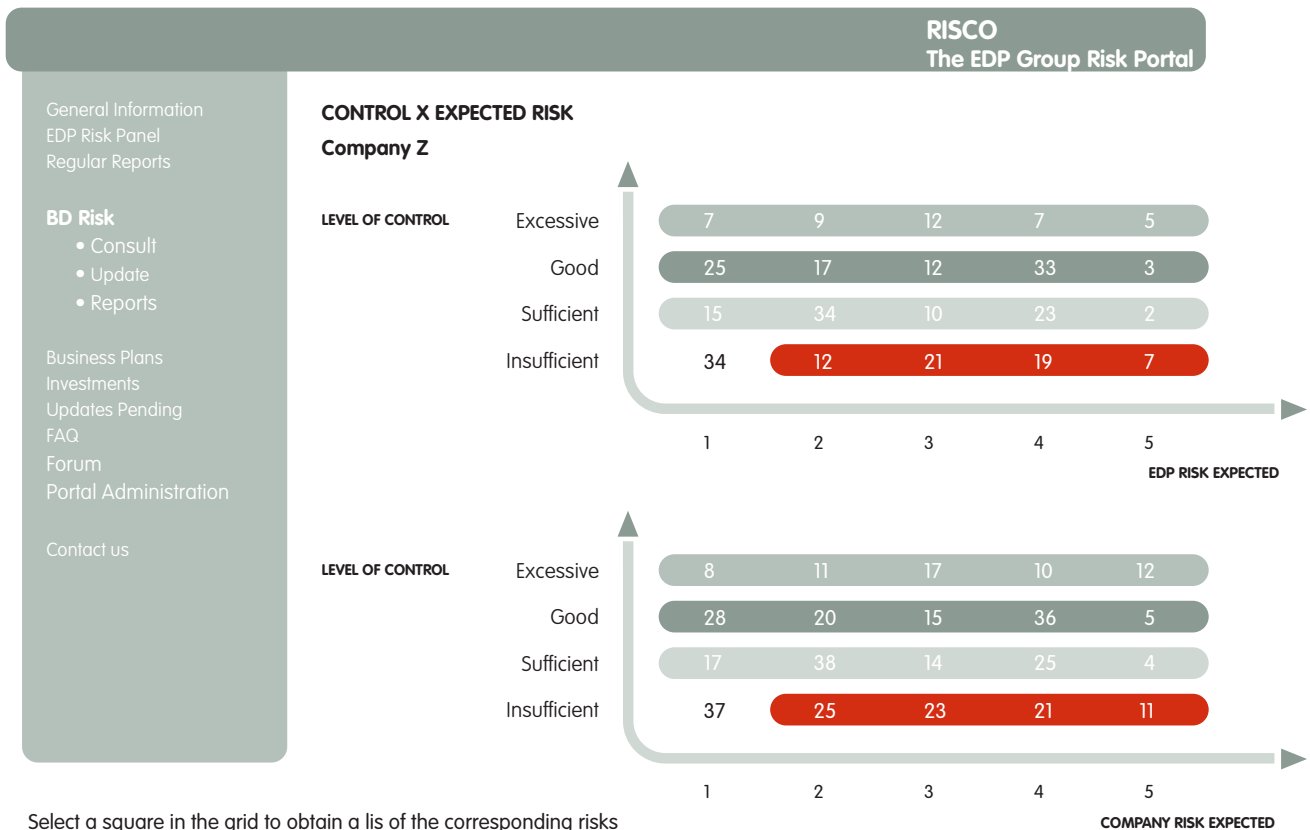 RISCO
The EDP Group Risk Portal
General Information
EDP Risk Panel
Regular Reports
BD Risk
• Consult
• Update
• Reports
Business Plans
Investments
Updates Pending
FAQ
Forum
Portal Administration
Contact us
CONTROL X EXPECTED RISK
Company Z
LEVEL OF CONTROL
Excessive 7 9 12 7 5
Good 25 17 12 33 3
Sufficient 15 34 10 23 2
Insufficient 34 12 21 19 7
1 2 3 4 5
EDP RISK EXPECTED
LEVEL OF CONTROL
Excessive 8 11 17 10 12
Good 28 20 15 36 5
Sufficient 17 38 14 25 4
Insufficient 37 25 23 21 11
1 2 3 4 5
COMPANY RISK EXPECTED
Select a square in the grid to obtain a lis of the corresponding risks